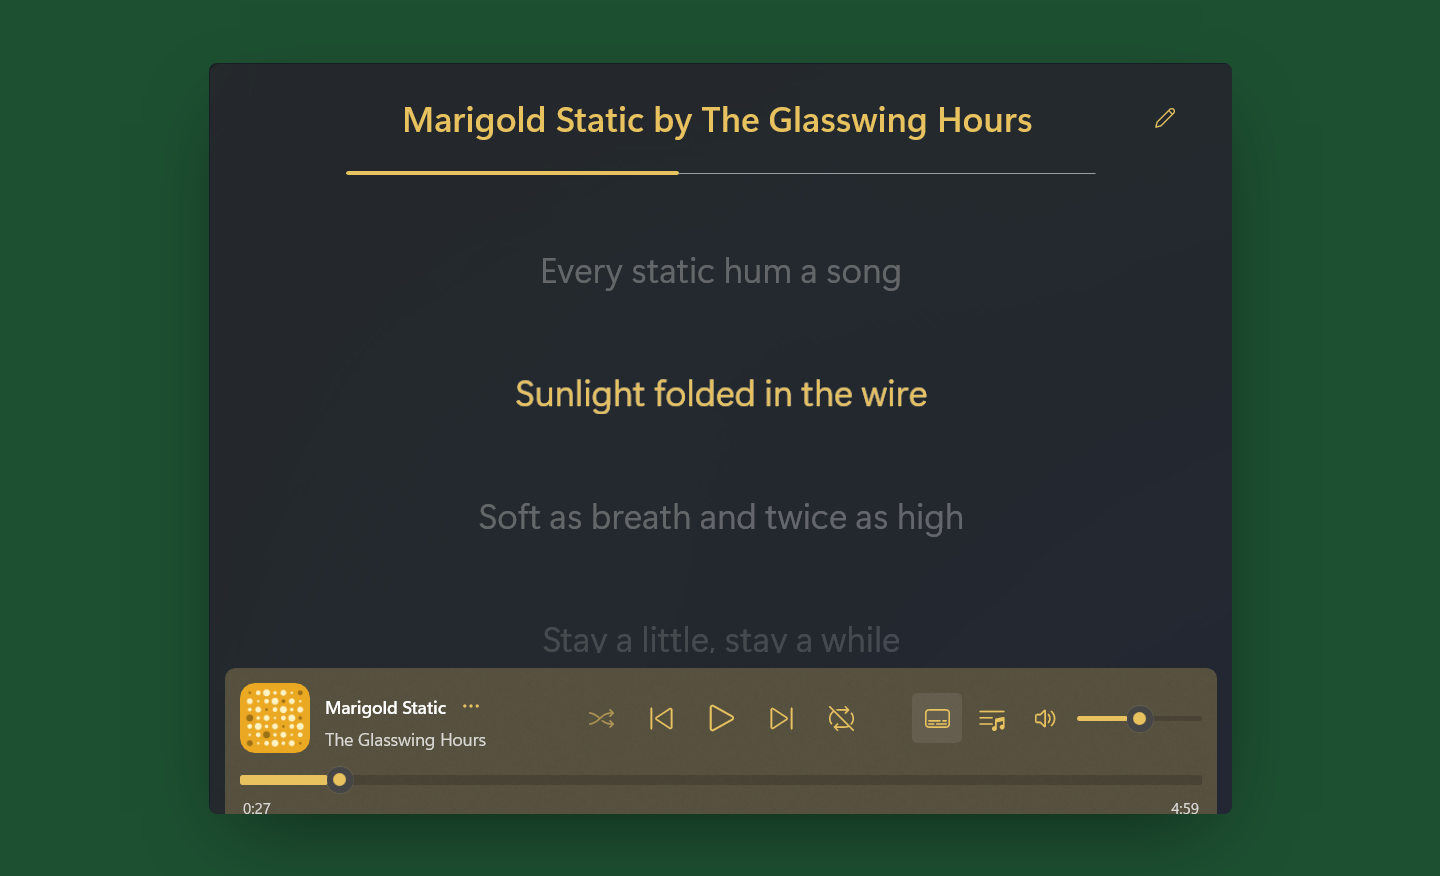 Marigold Static by The Glasswing Hours
Every static hum a song
Sunlight folded in the wire
Soft as breath and twice as high
Stay a little, stay a while
Marigold Static
The Glasswing Hours
0:27
4:59